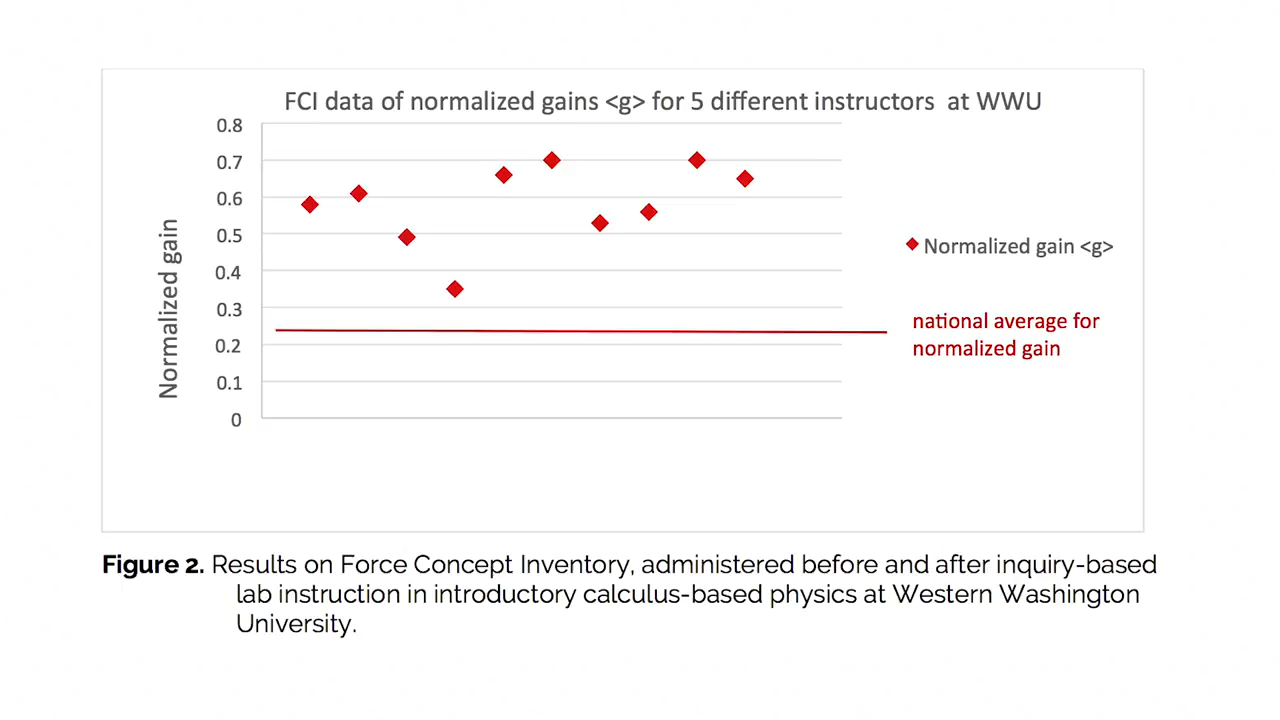 FCI data of normalized gains <g> for 5 different instructors at WWU
0.8
0.7
0.6
0.5
0.4
0.3
0.2
0.1
0
Normalized gain
Normalized gain <g>
national average for
normalized gain
Figure 2. Results on Force Concept Inventory, administered before and after inquiry-based
lab instruction in introductory calculus-based physics at Western Washington
University.